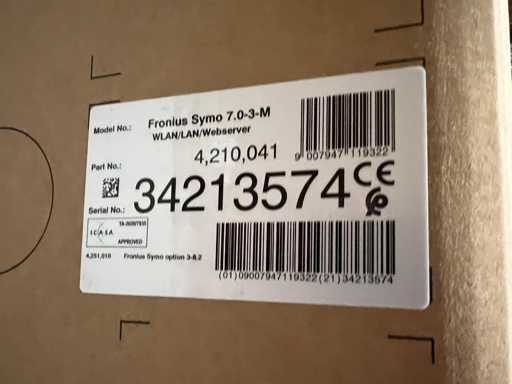 Model No.: Fronius Symo 7.0-3-M
WLAN/LAN/Webserver
9 007947 119322
Part No.: 4,210,041
Serial No.: 34213574
CE
ICASA
APPROVED
4,251,010 Fronius Symo option 3-8.2
(01)09007947119322(21)34213574